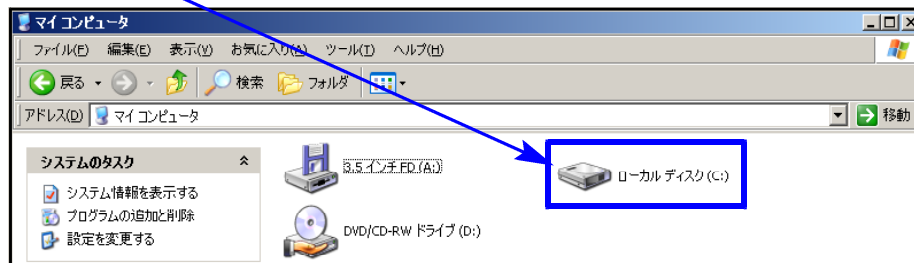 マイ コンピュータ
ファイル(F) 編集(E) 表示(V) お気に入り(A) ツール(T) ヘルプ(H)
戻る 検索 フォルダ
アドレス(D) マイ コンピュータ 移動
システムのタスク
システム情報を表示する
プログラムの追加と削除
設定を変更する
3.5 インチ FD (A:)
DVD/CD-RW ドライブ (D:)
ローカル ディスク (C:)